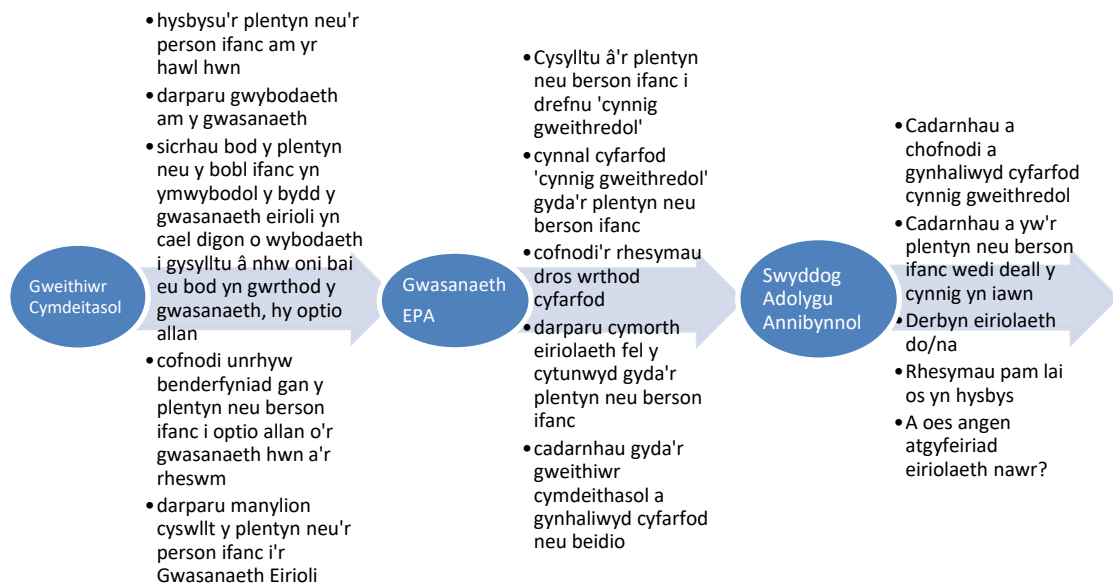 Gweithiwr
Cymdeitasol
•hysbysu'r plentyn neu'r
person ifanc am yr
hawl hwn
•darparu gwybodaeth
am y gwasanaeth
•sicrhau bod y plentyn
neu y bobl ifanc yn
ymwybodol y bydd y
gwasanaeth eirioli yn
cael digon o wybodaeth
i gysylltu â nhw oni bai
eu bod yn gwrthod y
gwasanaeth, hy optio
allan
•cofnodi unrhyw
benderfyniad gan y
plentyn neu berson
ifanc i optio allan o'r
gwasanaeth hwn a'r
rheswm
•darparu manylion
cyswllt y plentyn neu'r
person ifanc i'r
Gwasanaeth Eirioli
Gwasanaeth
EPA
•Cysylltu â'r plentyn
neu berson ifanc i
drefnu 'cynnig
gweithredol'
•cynnal cyfarfod
'cynnig gweithredol'
gyda'r plentyn neu
berson ifanc
•cofnodi'r rhesymau
dros wrthod
cyfarfod
•darparu cymorth
eiriolaeth fel y
cytunwyd gyda'r
plentyn neu berson
ifanc
•cadarnhau gyda'r
gweithiwr
cymdeithasol a
gynhaliwyd cyfarfod
neu beidio
Swyddog
Adolygu
Annibynnol
•Cadarnhau a
chofnodi a
gynhaliwyd cyfarfod
cynnig gweithredol
•Cadarnhau a yw'r
plentyn neu berson
ifanc wedi deall y
cynnig yn iawn
•Derbyn eiriolaeth
do/na
•Rhesymau pam lai
os yn hysbys
•A oes angen
atgyfeiriad
eiriolaeth nawr?